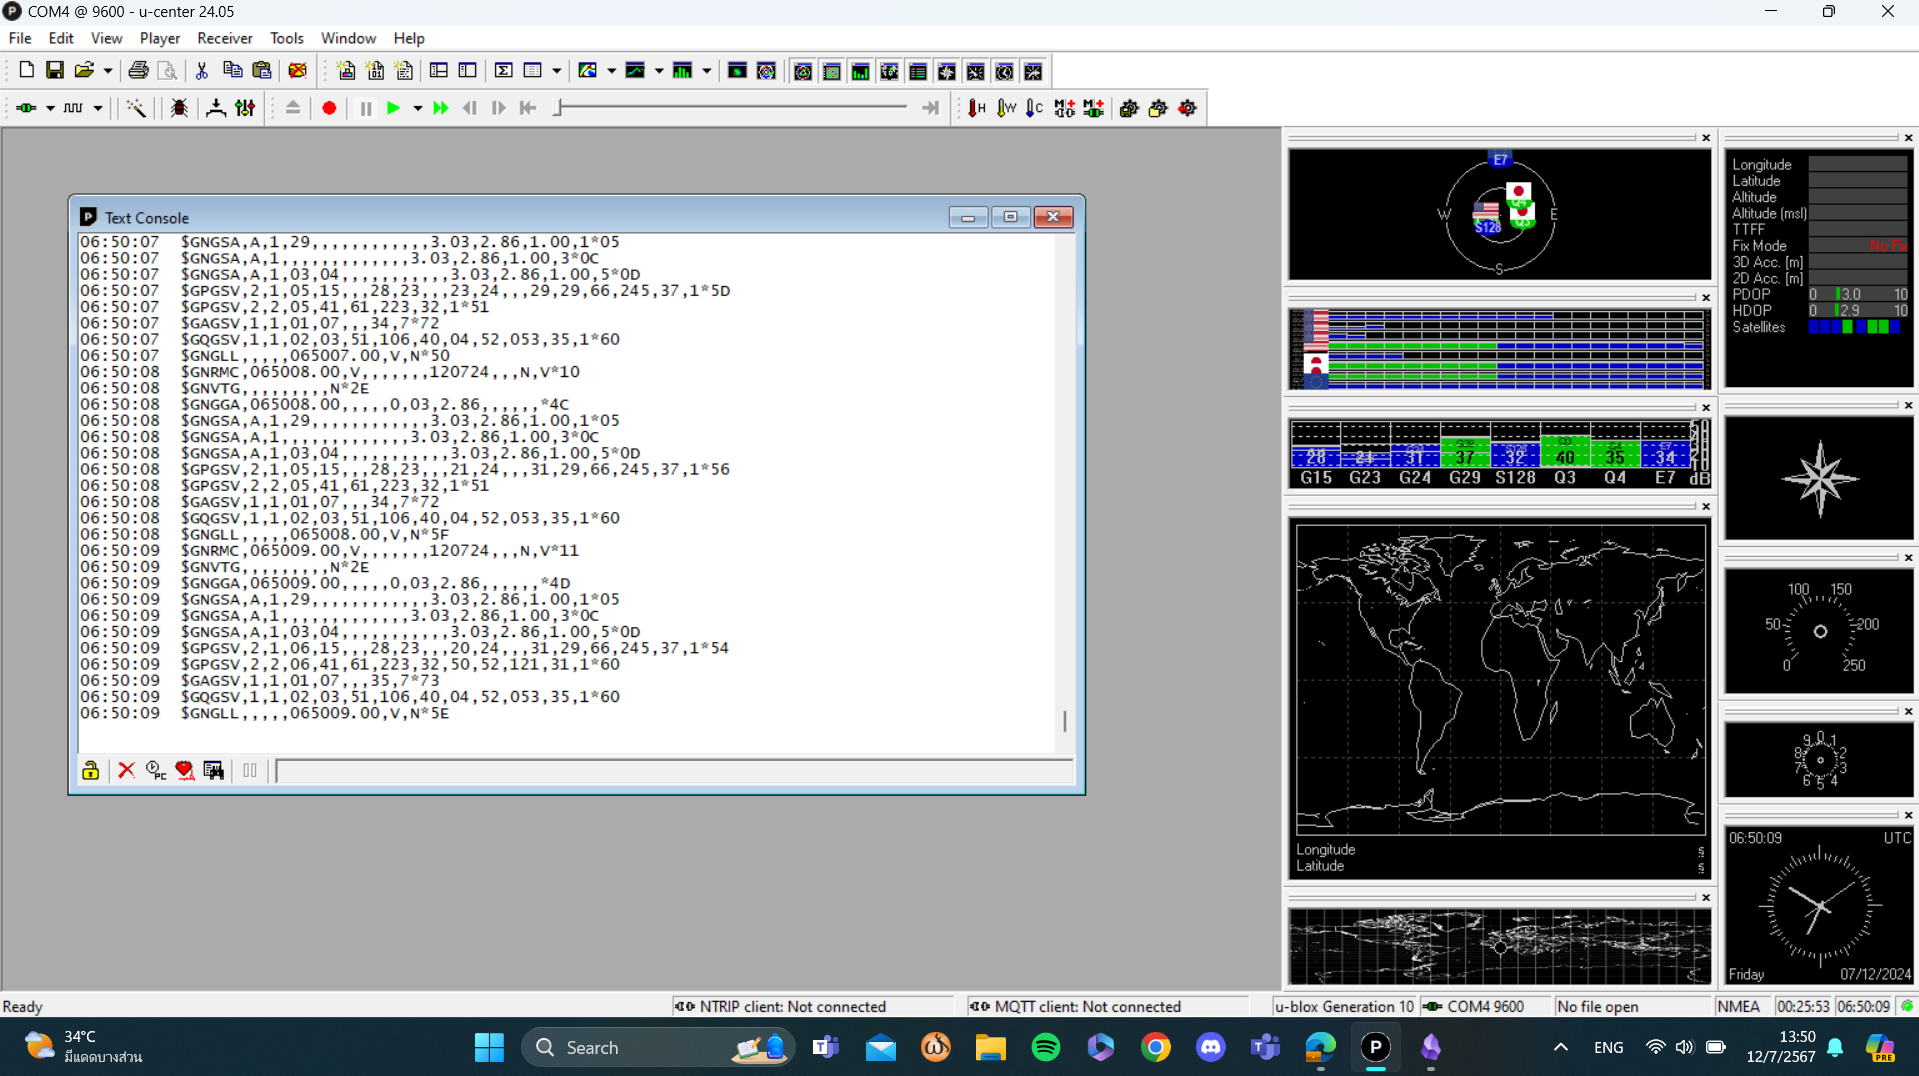 COM4 @ 9600 - u-center 24.05
File Edit View Player Receiver Tools Window Help
Text Console
06:50:07 $GNGSA,A,1,29,,,,,,,,,,,,3.03,2.86,1.00,1*05
06:50:07 $GNGSA,A,1,,,,,,,,,,,,,3.03,2.86,1.00,3*0C
06:50:07 $GNGSA,A,1,03,04,,,,,,,,,,,3.03,2.86,1.00,5*0D
06:50:07 $GPGSV,2,1,05,15,,,28,23,,,23,24,,,29,29,66,245,37,1*5D
06:50:07 $GPGSV,2,2,05,41,61,223,32,1*51
06:50:07 $GAGSV,1,1,01,07,,,34,7*72
06:50:07 $GQGSV,1,1,02,03,51,106,40,04,52,053,35,1*60
06:50:07 $GNGLL,,,,,065007.00,V,N*50
06:50:08 $GNRMC,065008.00,V,,,,,,,120724,,,N,V*10
06:50:08 $GNVTG,,,,,,,,,N*2E
06:50:08 $GNGGA,065008.00,,,,,0,03,2.86,,,,,,*4C
06:50:08 $GNGSA,A,1,29,,,,,,,,,,,,3.03,2.86,1.00,1*05
06:50:08 $GNGSA,A,1,,,,,,,,,,,,,3.03,2.86,1.00,3*0C
06:50:08 $GNGSA,A,1,03,04,,,,,,,,,,,3.03,2.86,1.00,5*0D
06:50:08 $GPGSV,2,1,05,15,,,28,23,,,21,24,,,31,29,66,245,37,1*56
06:50:08 $GPGSV,2,2,05,41,61,223,32,1*51
06:50:08 $GAGSV,1,1,01,07,,,34,7*72
06:50:08 $GQGSV,1,1,02,03,51,106,40,04,52,053,35,1*60
06:50:08 $GNGLL,,,,,065008.00,V,N*5F
06:50:09 $GNRMC,065009.00,V,,,,,,,120724,,,N,V*11
06:50:09 $GNVTG,,,,,,,,,N*2E
06:50:09 $GNGGA,065009.00,,,,,0,03,2.86,,,,,,*4D
06:50:09 $GNGSA,A,1,29,,,,,,,,,,,,3.03,2.86,1.00,1*05
06:50:09 $GNGSA,A,1,,,,,,,,,,,,,3.03,2.86,1.00,3*0C
06:50:09 $GNGSA,A,1,03,04,,,,,,,,,,,3.03,2.86,1.00,5*0D
06:50:09 $GPGSV,2,1,06,15,,,28,23,,,20,24,,,31,29,66,245,37,1*54
06:50:09 $GPGSV,2,2,06,41,61,223,32,50,52,121,31,1*60
06:50:09 $GAGSV,1,1,01,07,,,35,7*73
06:50:09 $GQGSV,1,1,02,03,51,106,40,04,52,053,35,1*60
06:50:09 $GNGLL,,,,,065009.00,V,N*5E
E7
Q4
W E
Q3
S128
S
28 24 31 37 32 40 35 34
G15 G23 G24 G29 S128 Q3 Q4 E7 dB
Longitude
Latitude
Longitude
Latitude
Altitude
Altitude (msl)
TTFF
Fix Mode No Fix
3D Acc. [m]
2D Acc. [m]
PDOP 0 3.0 10
HDOP 0 2.9 10
Satellites
100 150
50 200
0 250
9 0 1
8 2
7 3
6 5 4
06:50:09 UTC
Friday 07/12/2024
Ready NTRIP client: Not connected MQTT client: Not connected u-blox Generation 10 COM4 9600 No file open NMEA 00:25:53 06:50:09
34°C
มีแดดบางส่วน
Search
ENG
13:50
12/7/2567
PRE